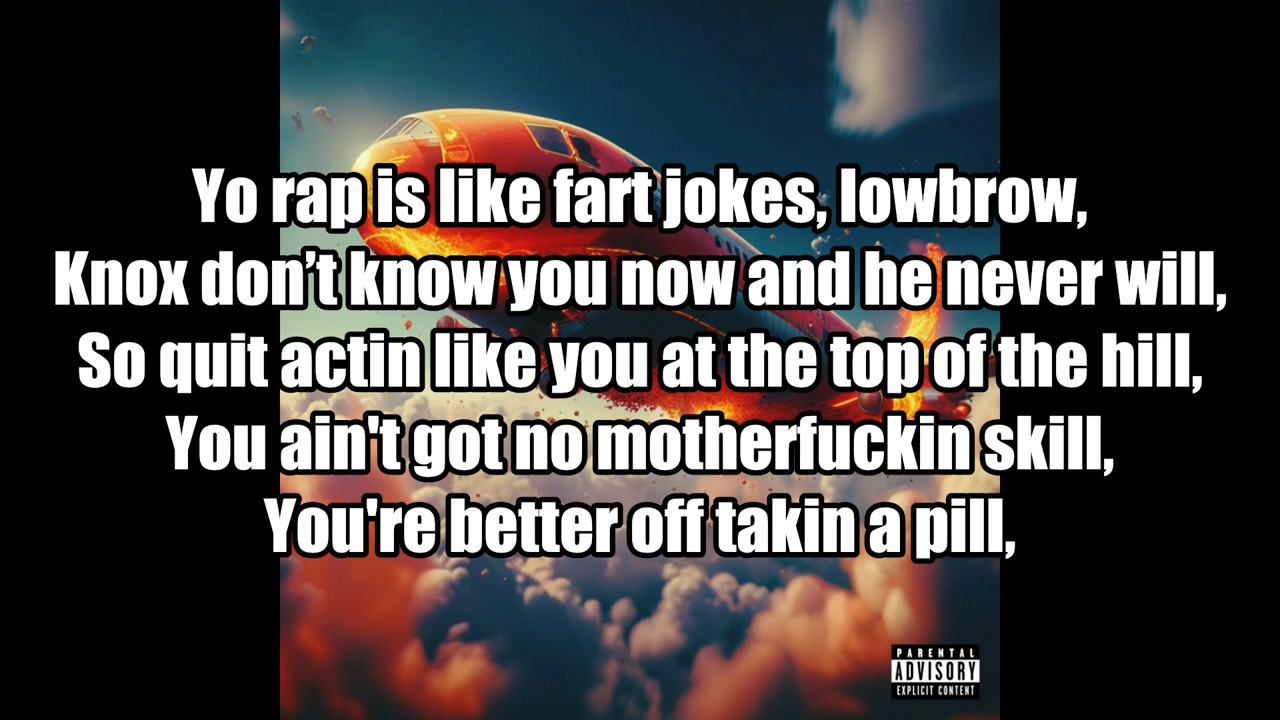 Yo rap is like fart jokes, lowbrow,
Knox don’t know you now and he never will,
So quit actin like you at the top of the hill,
You ain't got no motherfuckin skill,
You're better off takin a pill,
PARENTAL
ADVISORY
EXPLICIT CONTENT